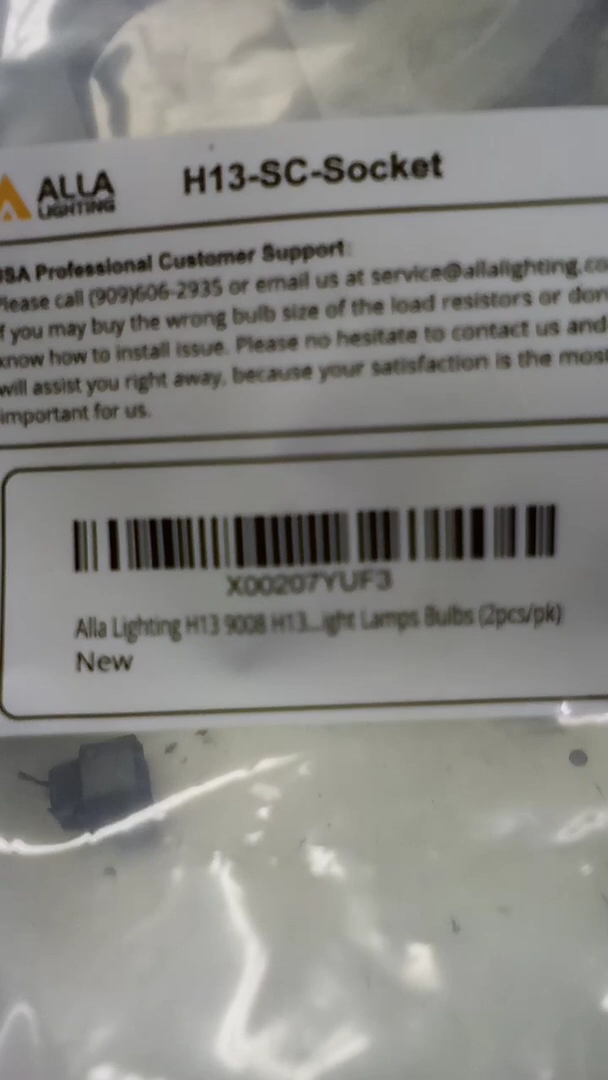 ALLA
LIGHTING
H13-SC-Socket
USA Professional Customer Support:
Please call (909)606-2935 or email us at service@allalighting.co
If you may buy the wrong bulb size of the load resistors or don
know how to install issue. Please no hesitate to contact us and
will assist you right away, because your satisfaction is the most
important for us.
X00207YUF3
Alla Lighting H13 9008 H13...ight Lamps Bulbs (2pcs/pk)
New